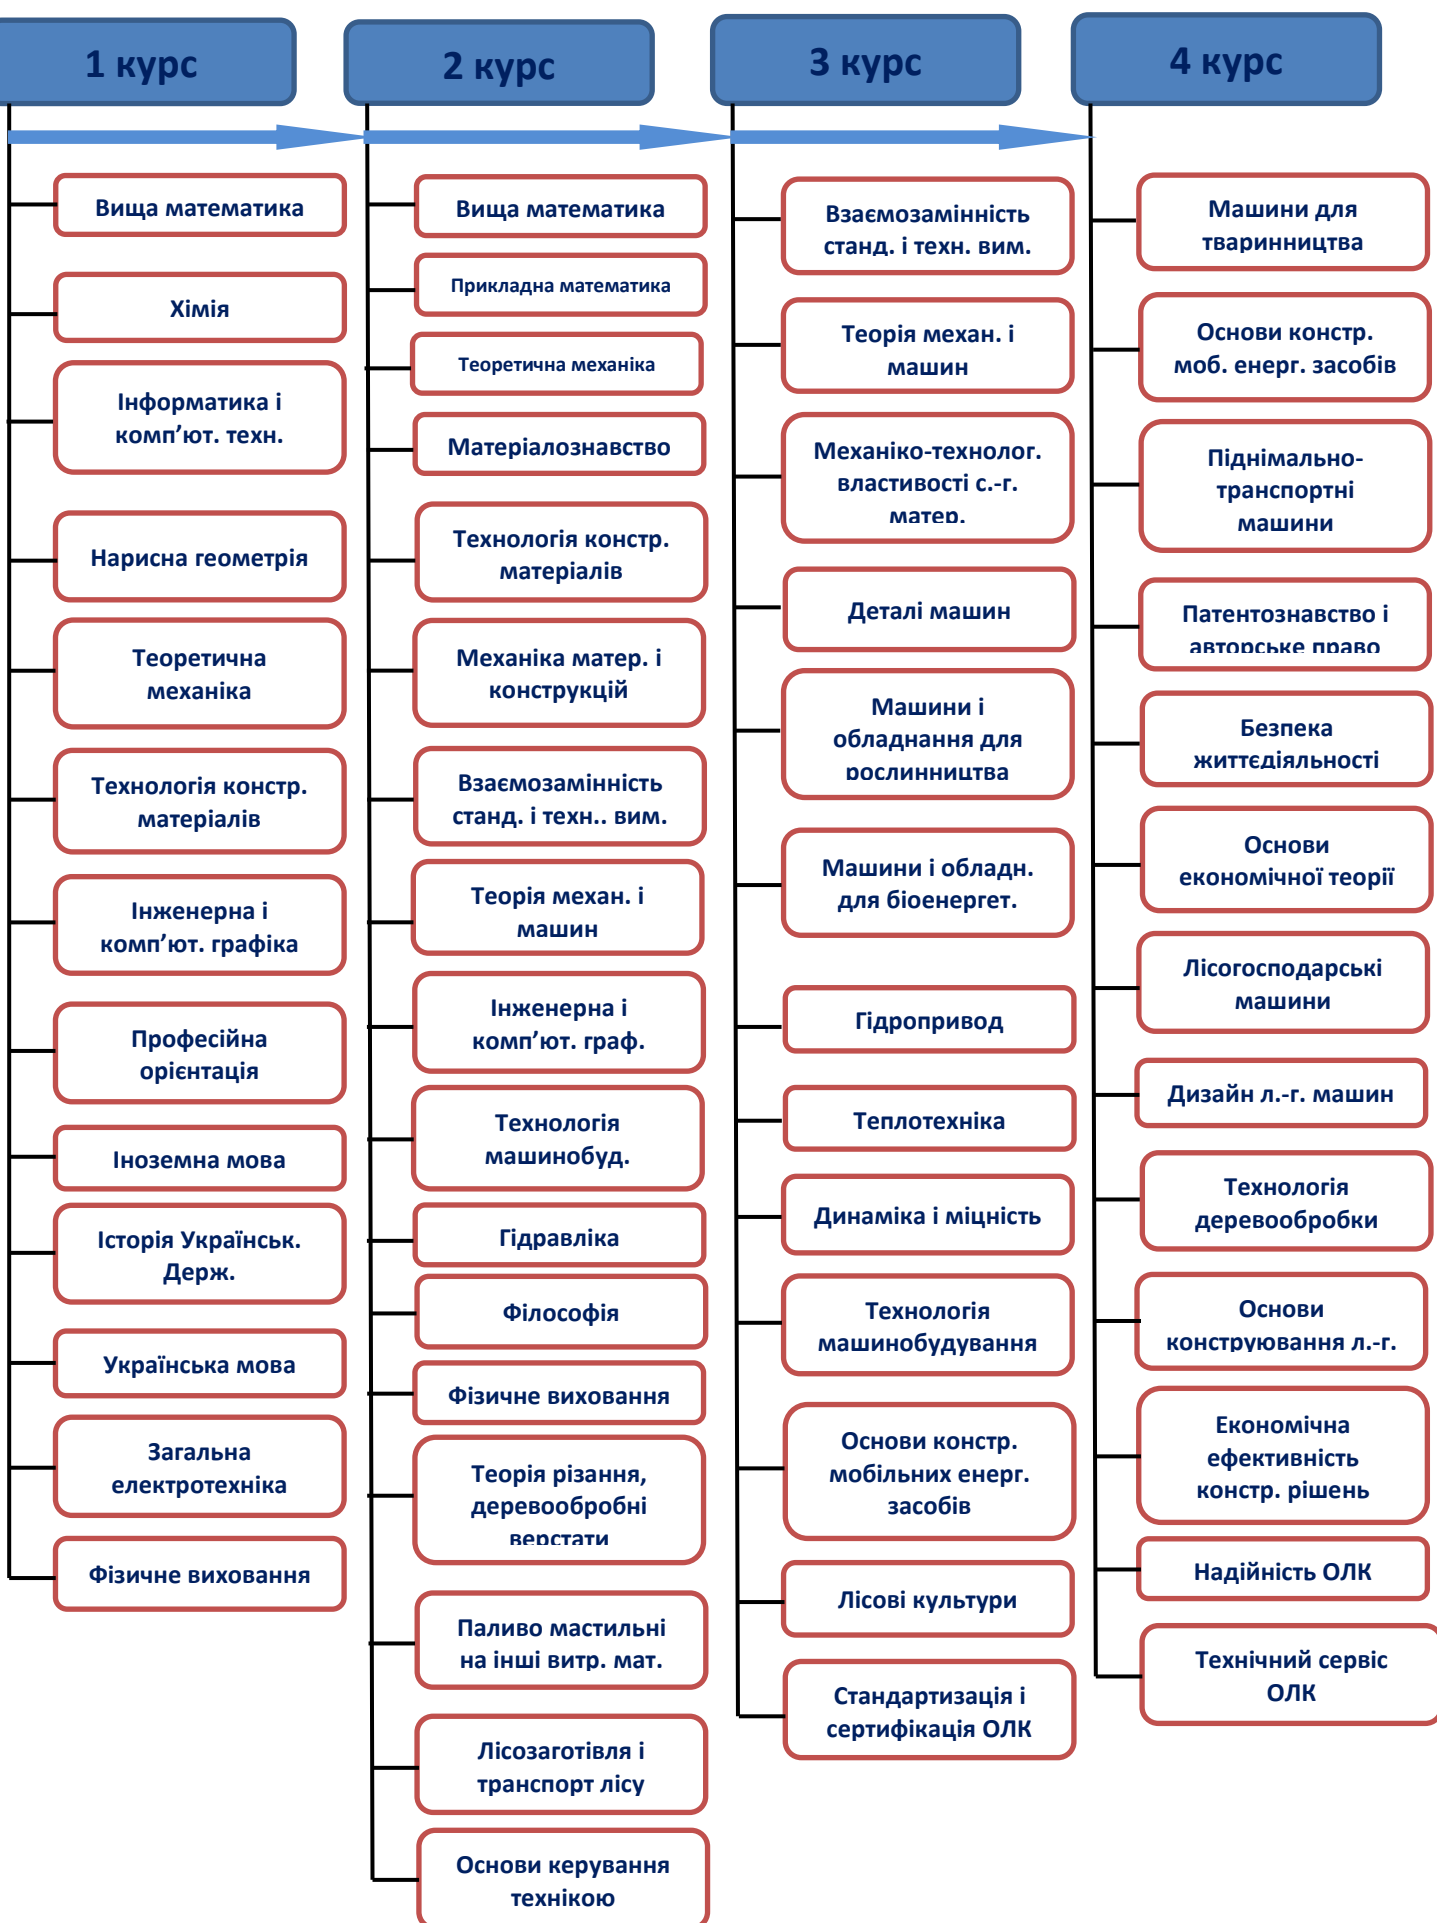 1 курс
Вища математика
Хімія
Інформатика і
комп’ют. техн.
Нарисна геометрія
Теоретична
механіка
Технологія констр.
матеріалів
Інженерна і
комп’ют. графіка
Професійна
орієнтація
Іноземна мова
Історія Українськ.
Держ.
Українська мова
Загальна
електротехніка
Фізичне виховання
2 курс
Вища математика
Прикладна математика
Теоретична механіка
Матеріалознавство
Технологія констр.
матеріалів
Механіка матер. і
конструкцій
Взаємозамінність
станд. і техн.. вим.
Теорія механ. і
машин
Інженерна і
комп’ют. граф.
Технологія
машинобуд.
Гідравліка
Філософія
Фізичне виховання
Теорія різання,
деревообробні
верстати
Паливо мастильні
на інші витр. мат.
Лісозаготівля і
транспорт лісу
Основи керування
технікою
3 курс
Взаємозамінність
станд. і техн. вим.
Теорія механ. і
машин
Механіко-технолог.
властивості с.-г.
матер.
Деталі машин
Машини і
обладнання для
рослинництва
Машини і обладн.
для біоенергет.
Гідропривод
Теплотехніка
Динаміка і міцність
Технологія
машинобудування
Основи констр.
мобільних енерг.
засобів
Лісові культури
Стандартизація і
сертифікація ОЛК
4 курс
Машини для
тваринництва
Основи констр.
моб. енерг. засобів
Піднімально-
транспортні
машини
Патентознавство і
авторське право
Безпека
життєдіяльності
Основи
економічної теорії
Лісогосподарські
машини
Дизайн л.-г. машин
Технологія
деревообробки
Основи
конструювання л.-г.
Економічна
ефективність
констр. рішень
Надійність ОЛК
Технічний сервіс
ОЛК